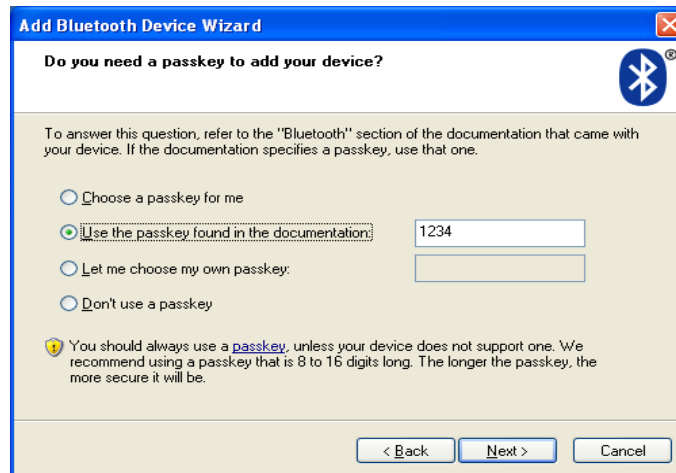 Add Bluetooth Device Wizard
Do you need a passkey to add your device?
®
To answer this question, refer to the "Bluetooth" section of the documentation that came with
your device. If the documentation specifies a passkey, use that one.
Choose a passkey for me
Use the passkey found in the documentation: 1234
Let me choose my own passkey:
Don't use a passkey
You should always use a passkey, unless your device does not support one. We
recommend using a passkey that is 8 to 16 digits long. The longer the passkey, the
more secure it will be.
< Back Next > Cancel